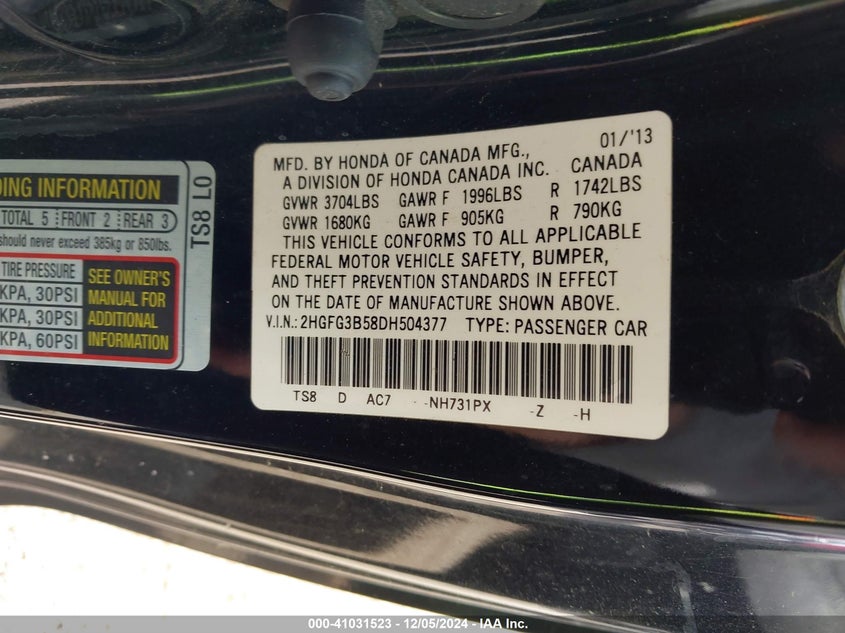 DING INFORMATION
TOTAL 5 FRONT 2 REAR 3
should never exceed 385kg or 850lbs.
TIRE PRESSURE
KPA, 30PSI
KPA, 30PSI
KPA, 60PSI
SEE OWNER'S
MANUAL FOR
ADDITIONAL
INFORMATION
TS8 L0
01/'13
MFD. BY HONDA OF CANADA MFG.,
A DIVISION OF HONDA CANADA INC. CANADA
GVWR 3704LBS GAWR F 1996LBS R 1742LBS
GVWR 1680KG GAWR F 905KG R 790KG
THIS VEHICLE CONFORMS TO ALL APPLICABLE
FEDERAL MOTOR VEHICLE SAFETY, BUMPER,
AND THEFT PREVENTION STANDARDS IN EFFECT
ON THE DATE OF MANUFACTURE SHOWN ABOVE.
V.I.N.: 2HGFG3B58DH504377 TYPE: PASSENGER CAR
TS8 D AC7 - -NH731PX -Z -H
000-41031523 - 12/05/2024 - IAA Inc.